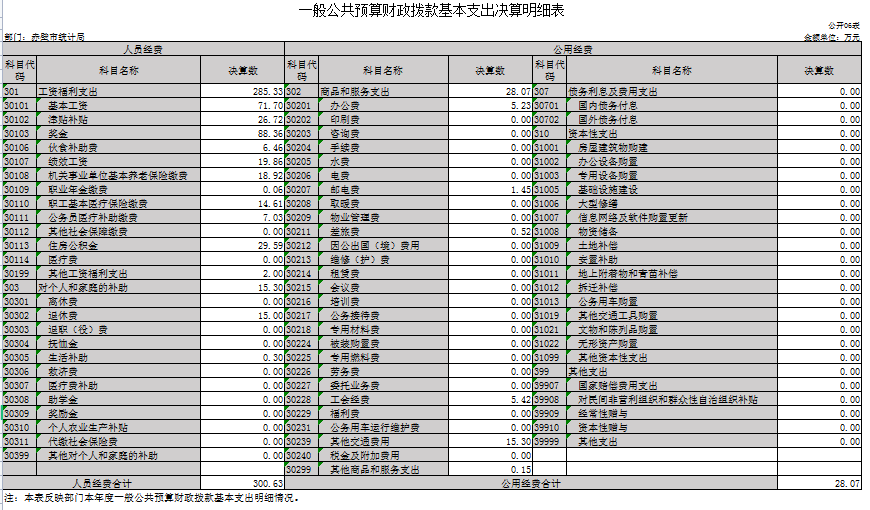 一般公共预算财政拨款基本支出决算明细表
公开06表
部门：赤壁市统计局 金额单位：万元
人员经费 公用经费
科目代码 科目名称 决算数 科目代码 科目名称 决算数 科目代码 科目名称 决算数
301 工资福利支出 285.33 302 商品和服务支出 28.07 307 债务利息及费用支出 0.00
30101 基本工资 71.70 30201 办公费 5.23 30701 国内债务付息 0.00
30102 津贴补贴 26.72 30202 印刷费 0.00 30702 国外债务付息 0.00
30103 奖金 88.36 30203 咨询费 0.00 310 资本性支出 0.00
30106 伙食补助费 6.46 30204 手续费 0.00 31001 房屋建筑物购建 0.00
30107 绩效工资 19.86 30205 水费 0.00 31002 办公设备购置 0.00
30108 机关事业单位基本养老保险缴费 18.92 30206 电费 0.00 31003 专用设备购置 0.00
30109 职业年金缴费 0.06 30207 邮电费 1.45 31005 基础设施建设 0.00
30110 职工基本医疗保险缴费 14.61 30208 取暖费 0.00 31006 大型修缮 0.00
30111 公务员医疗补助缴费 7.03 30209 物业管理费 0.00 31007 信息网络及软件购置更新 0.00
30112 其他社会保障缴费 0.00 30211 差旅费 0.52 31008 物资储备 0.00
30113 住房公积金 29.59 30212 因公出国（境）费用 0.00 31009 土地补偿 0.00
30114 医疗费 0.00 30213 维修（护）费 0.00 31010 安置补助 0.00
30199 其他工资福利支出 2.00 30214 租赁费 0.00 31011 地上附着物和青苗补偿 0.00
303 对个人和家庭的补助 15.30 30215 会议费 0.00 31012 拆迁补偿 0.00
30301 离休费 0.00 30216 培训费 0.00 31013 公务用车购置 0.00
30302 退休费 15.00 30217 公务接待费 0.00 31019 其他交通工具购置 0.00
30303 退职（役）费 0.00 30218 专用材料费 0.00 31021 文物和陈列品购置 0.00
30304 抚恤金 0.00 30224 被装购置费 0.00 31022 无形资产购置 0.00
30305 生活补助 0.30 30225 专用燃料费 0.00 31099 其他资本性支出 0.00
30306 救济费 0.00 30226 劳务费 0.00 399 其他支出 0.00
30307 医疗费补助 0.00 30227 委托业务费 0.00 39907 国家赔偿费用支出 0.00
30308 助学金 0.00 30228 工会经费 5.42 39908 对民间非营利组织和群众性自治组织补贴 0.00
30309 奖励金 0.00 30229 福利费 0.00 39909 经常性赠与 0.00
30310 个人农业生产补贴 0.00 30231 公务用车运行维护费 0.00 39910 资本性赠与 0.00
30311 代缴社会保险费 0.00 30239 其他交通费用 15.30 39999 其他支出 0.00
30399 其他对个人和家庭的补助 0.00 30240 税金及附加费用 0.00
30299 其他商品和服务支出 0.15
人员经费合计 300.63 公用经费合计 28.07
注：本表反映部门本年度一般公共预算财政拨款基本支出明细情况。